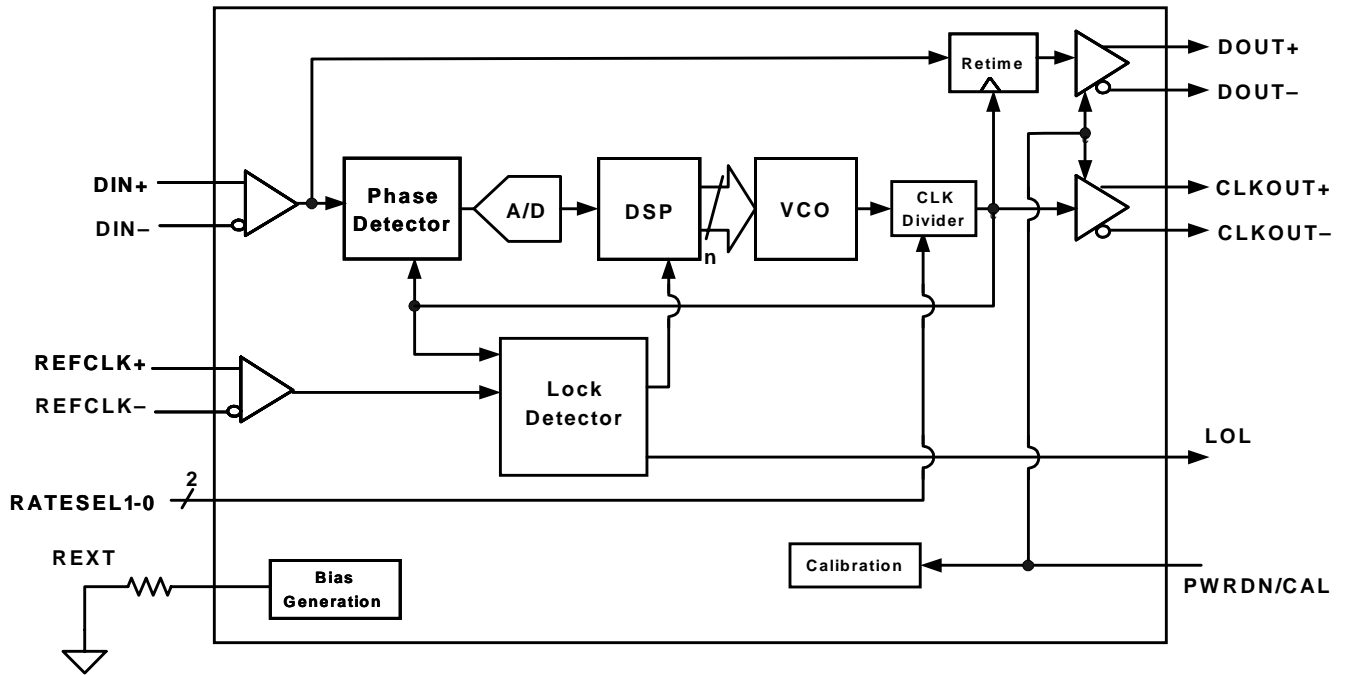 DOUT+
Retime
DOUT–
DIN+
Phase
Detector
A/D
DSP
n
VCO
CLK
Divider
CLKOUT+
DIN–
CLKOUT–
REFCLK+
REFCLK–
Lock
Detector
LOL
2
RATESEL1-0
REXT
Bias
Generation
Calibration
PWRDN/CAL